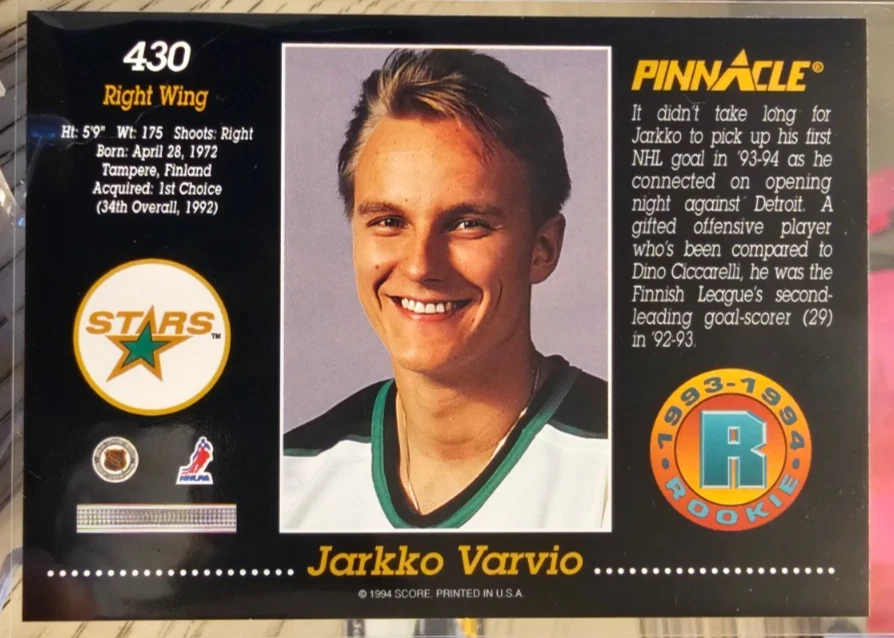 430
Right Wing
Ht: 5'9" Wt: 175 Shoots: Right
Born: April 28, 1972
Tampere, Finland
Acquired: 1st Choice
(34th Overall, 1992)
STARS™
NHLPA
PINNACLE®
It didn't take long for
Jarkko to pick up his first
NHL goal in '93-94 as he
connected on opening
night against Detroit. A
gifted offensive player
who's been compared to
Dino Ciccarelli, he was the
Finnish League's second-
leading goal-scorer (29)
in '92-93.
1993-1994
R
ROOKIE
Jarkko Varvio
© 1994 SCORE. PRINTED IN U.S.A.